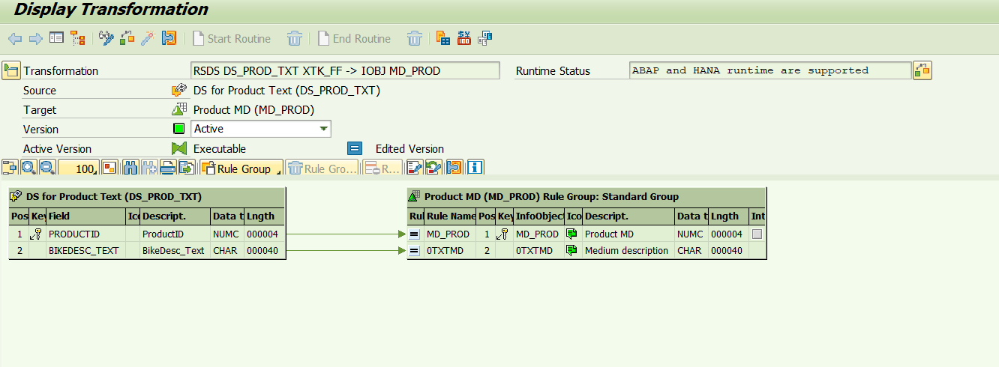 Display Transformation
Start Routine End Routine
Transformation RSDS DS_PROD_TXT XTK_FF -> IOBJ MD_PROD Runtime Status ABAP and HANA runtime are supported
Source DS for Product Text (DS_PROD_TXT)
Target Product MD (MD_PROD)
Version Active
Active Version Executable Edited Version
100 Rule Group Rule Gro... R...
DS for Product Text (DS_PROD_TXT) Product MD (MD_PROD) Rule Group: Standard Group
Pos Key Field Ico Descript. Data t Lngth Rul Rule Name Pos Key InfoObject Ico Descript. Data t Lngth Int
1 PRODUCTID ProductID NUMC 000004 MD_PROD 1 MD_PROD Product MD NUMC 000004
2 BIKEDESC_TEXT BikeDesc_Text CHAR 000040 0TXTMD 2 0TXTMD Medium description CHAR 000040